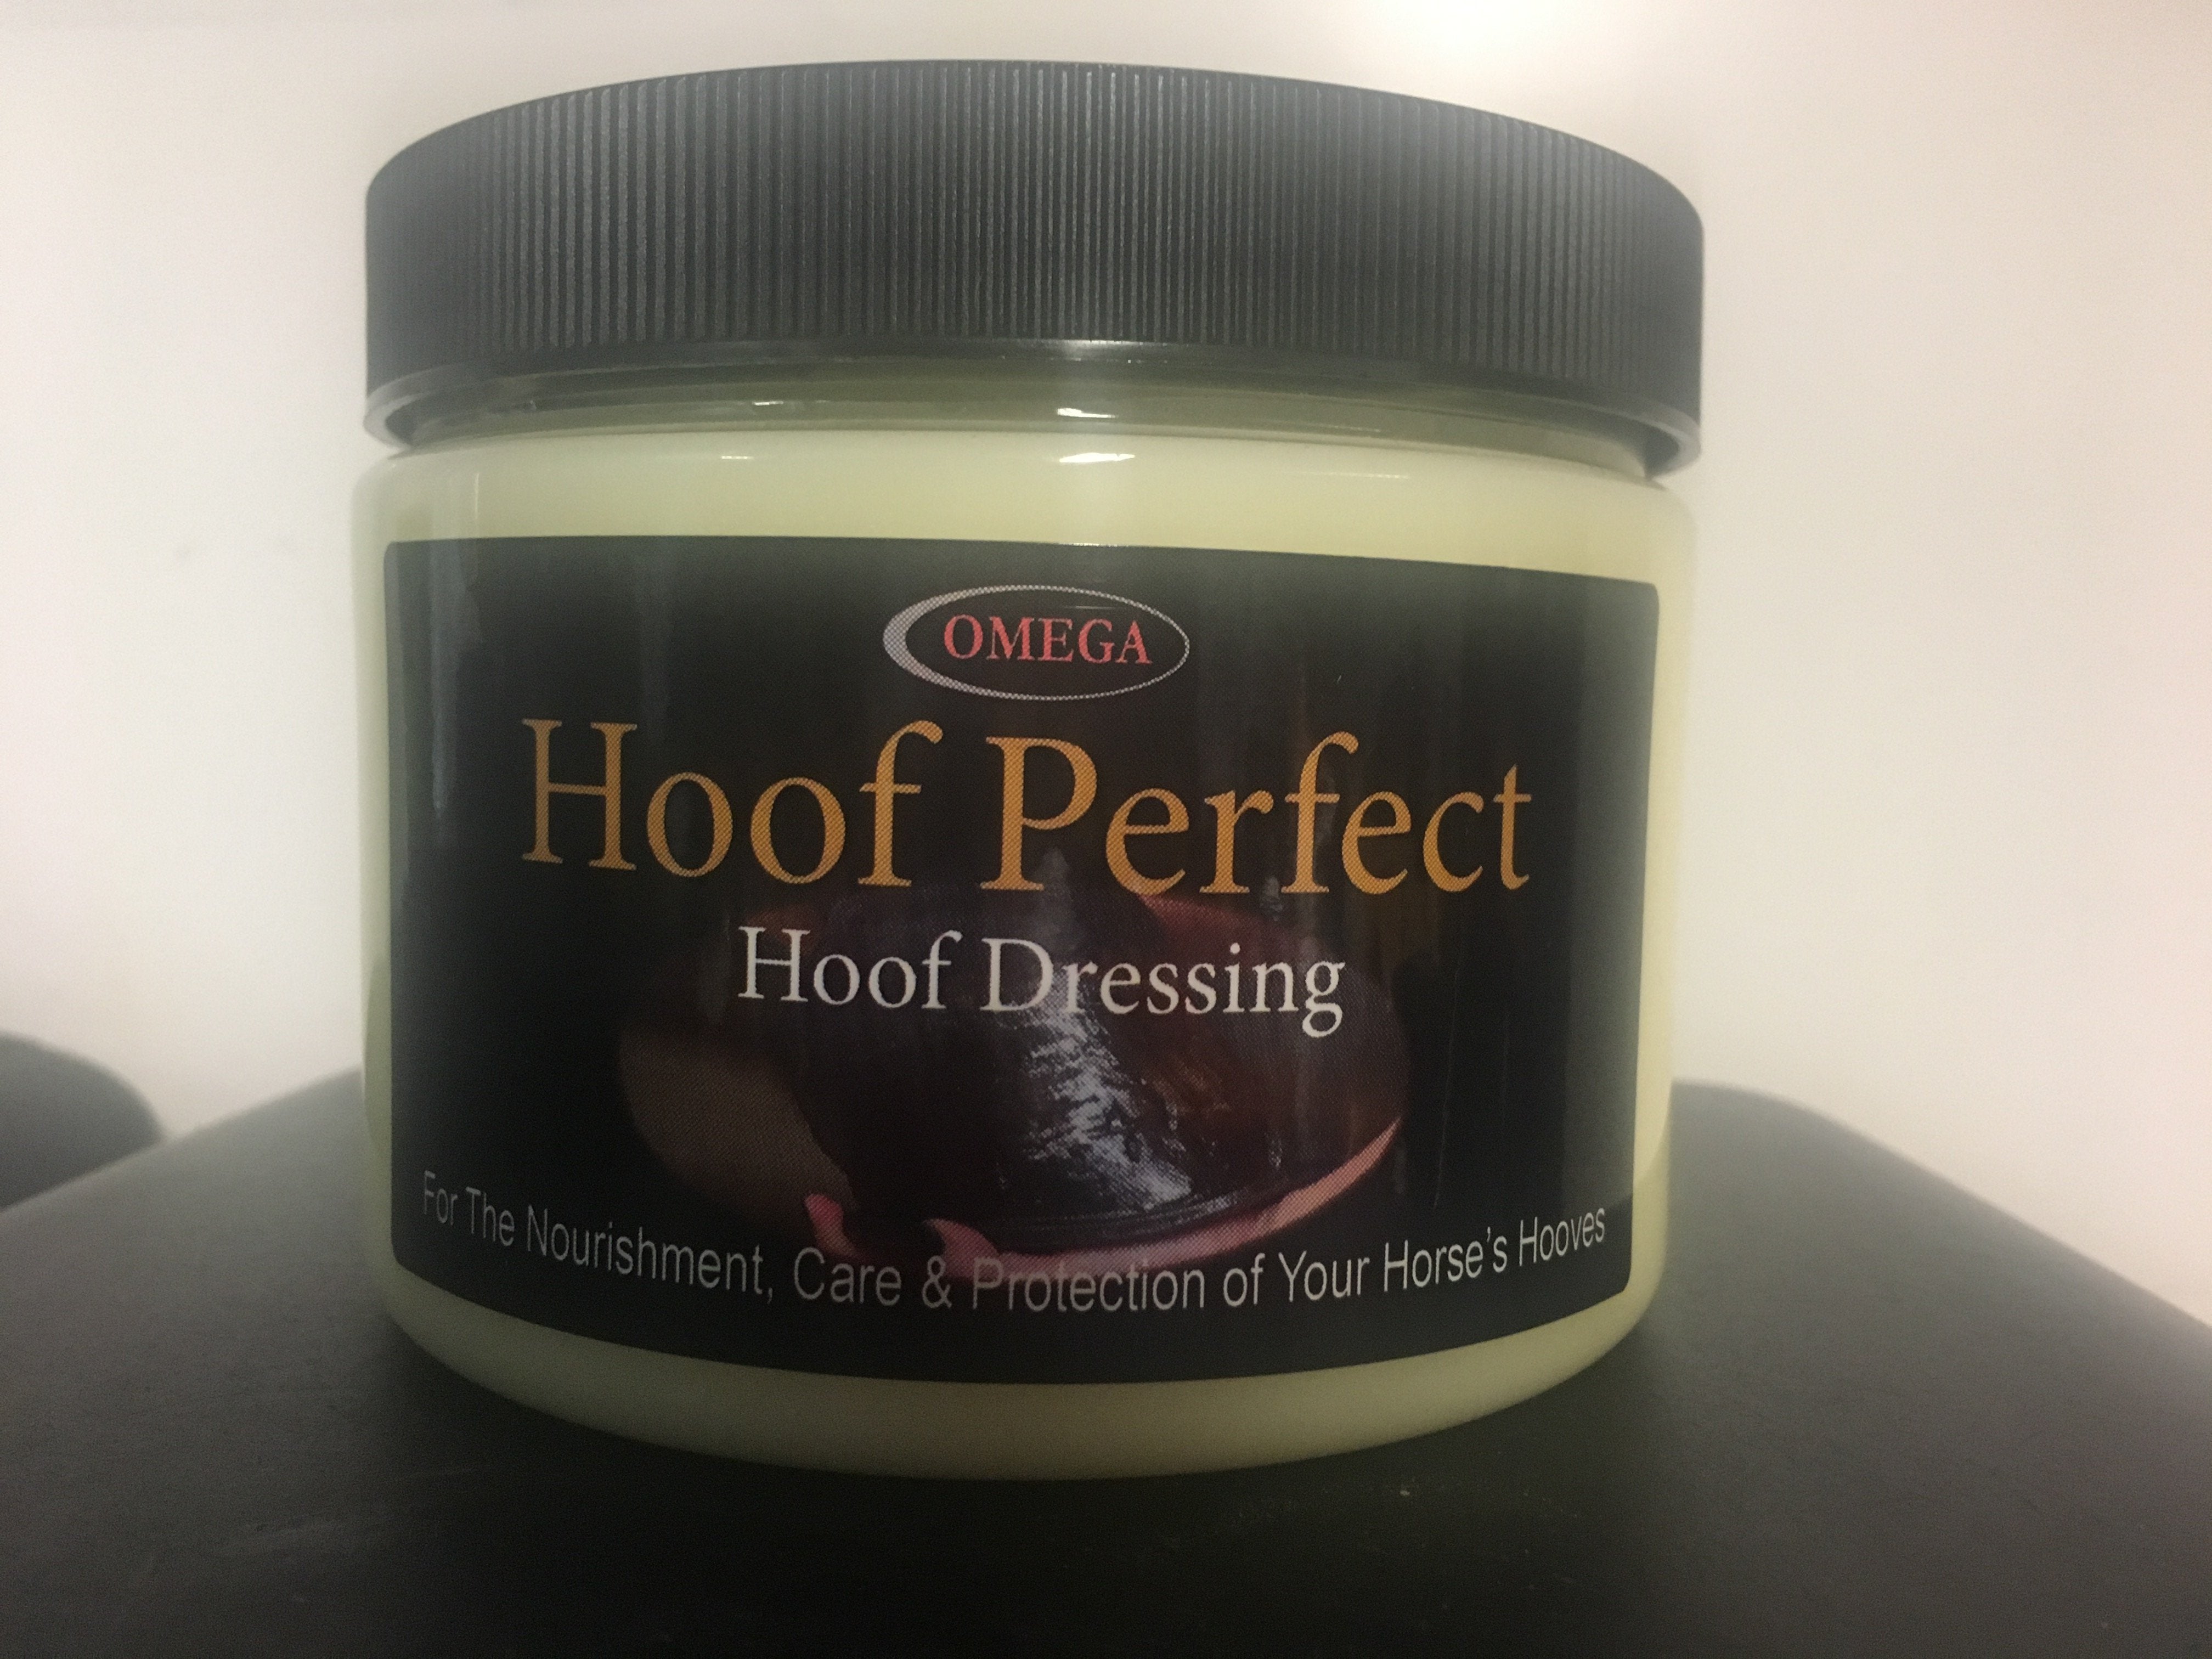 OMEGA
Hoof Perfect
Hoof Dressing
For The Nourishment, Care & Protection of Your Horse's Hooves